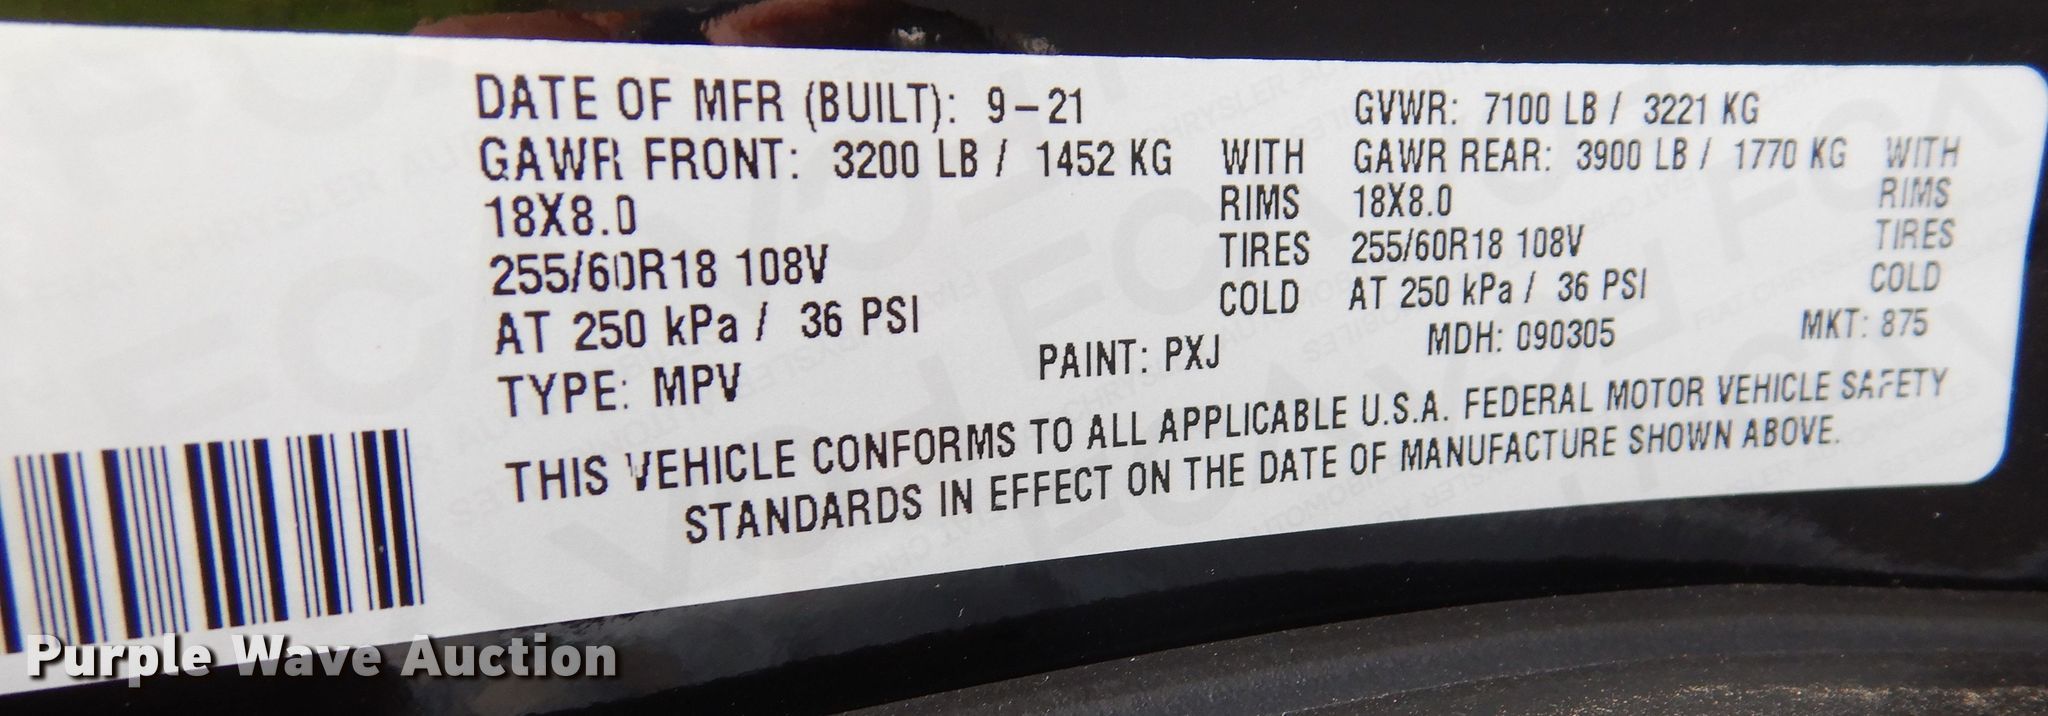 DATE OF MFR (BUILT): 9-21 GVWR: 7100 LB / 3221 KG
GAWR FRONT: 3200 LB / 1452 KG WITH GAWR REAR: 3900 LB / 1770 KG WITH
18X8.0 RIMS 18X8.0 RIMS
255/60R18 108V TIRES 255/60R18 108V TIRES
AT 250 kPa / 36 PSI COLD AT 250 kPa / 36 PSI COLD
TYPE: MPV PAINT: PXJ MDH: 090305 MKT: 875
THIS VEHICLE CONFORMS TO ALL APPLICABLE U.S.A. FEDERAL MOTOR VEHICLE SAFETY
STANDARDS IN EFFECT ON THE DATE OF MANUFACTURE SHOWN ABOVE.
Purple Wave Auction